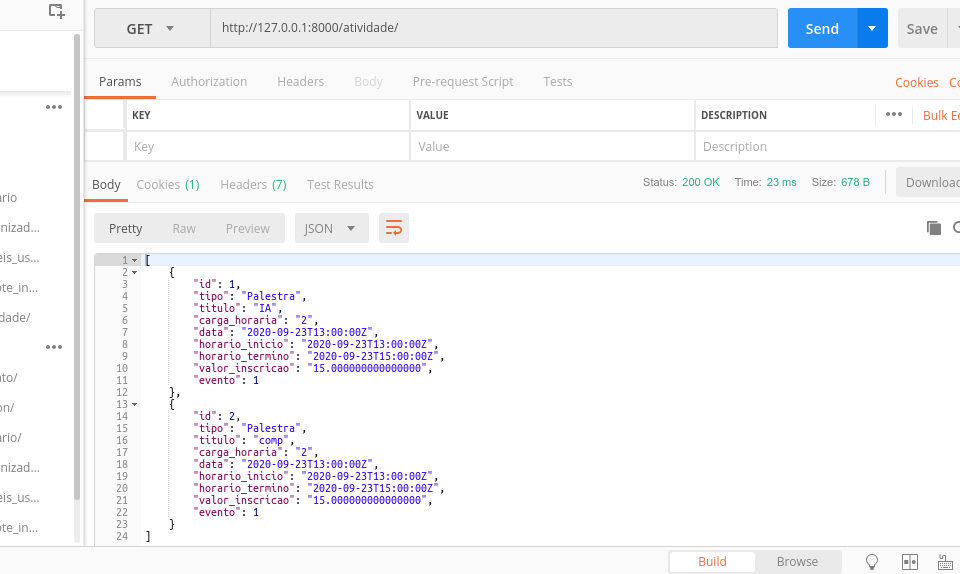 GET http://127.0.0.1:8000/atividade/ Send Save
Params Authorization Headers Body Pre-request Script Tests Cookies Co
KEY VALUE DESCRIPTION ••• Bulk Ed
Key Value Description
Body Cookies (1) Headers (7) Test Results Status: 200 OK Time: 23 ms Size: 678 B Download
Pretty Raw Preview JSON
ario
nizad...
eis_us...
ote_in...
dade/
nto/
on/
ario/
nizad...
eis_us...
ote_in...
1 [
2 {
3 "id": 1,
4 "tipo": "Palestra",
5 "titulo": "IA",
6 "carga_horaria": "2",
7 "data": "2020-09-23T13:00:00Z",
8 "horario_inicio": "2020-09-23T13:00:00Z",
9 "horario_termino": "2020-09-23T15:00:00Z",
10 "valor_inscricao": "15.000000000000000",
11 "evento": 1
12 },
13 {
14 "id": 2,
15 "tipo": "Palestra",
16 "titulo": "comp",
17 "carga_horaria": "2",
18 "data": "2020-09-23T13:00:00Z",
19 "horario_inicio": "2020-09-23T13:00:00Z",
20 "horario_termino": "2020-09-23T15:00:00Z",
21 "valor_inscricao": "15.000000000000000",
22 "evento": 1
23 }
24 ]
Build Browse